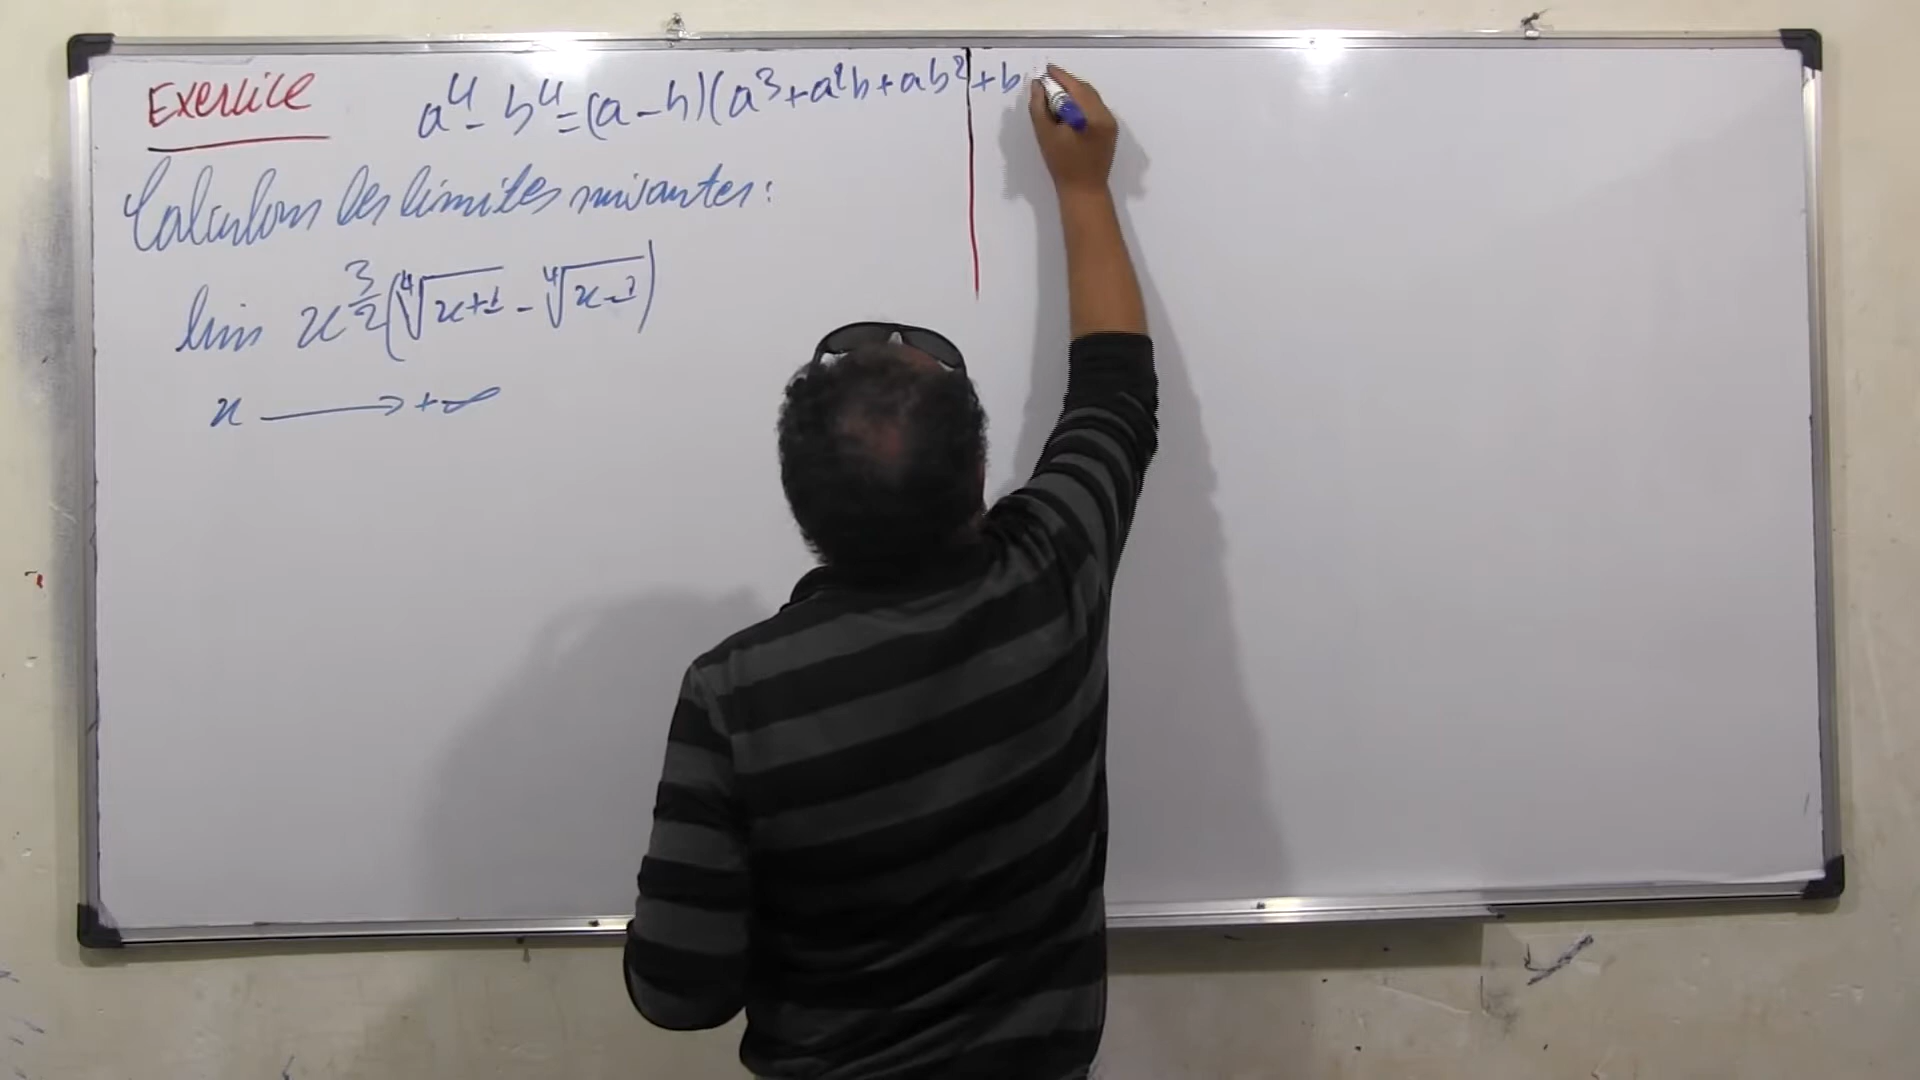 Exercice
a⁴ - b⁴ = (a - b)(a³ + a²b + ab² + b
Calculons les limites suivantes :
lim x^(3/2) (⁴√(x+1) - ⁴√(x-1))
x ⟶ +∞